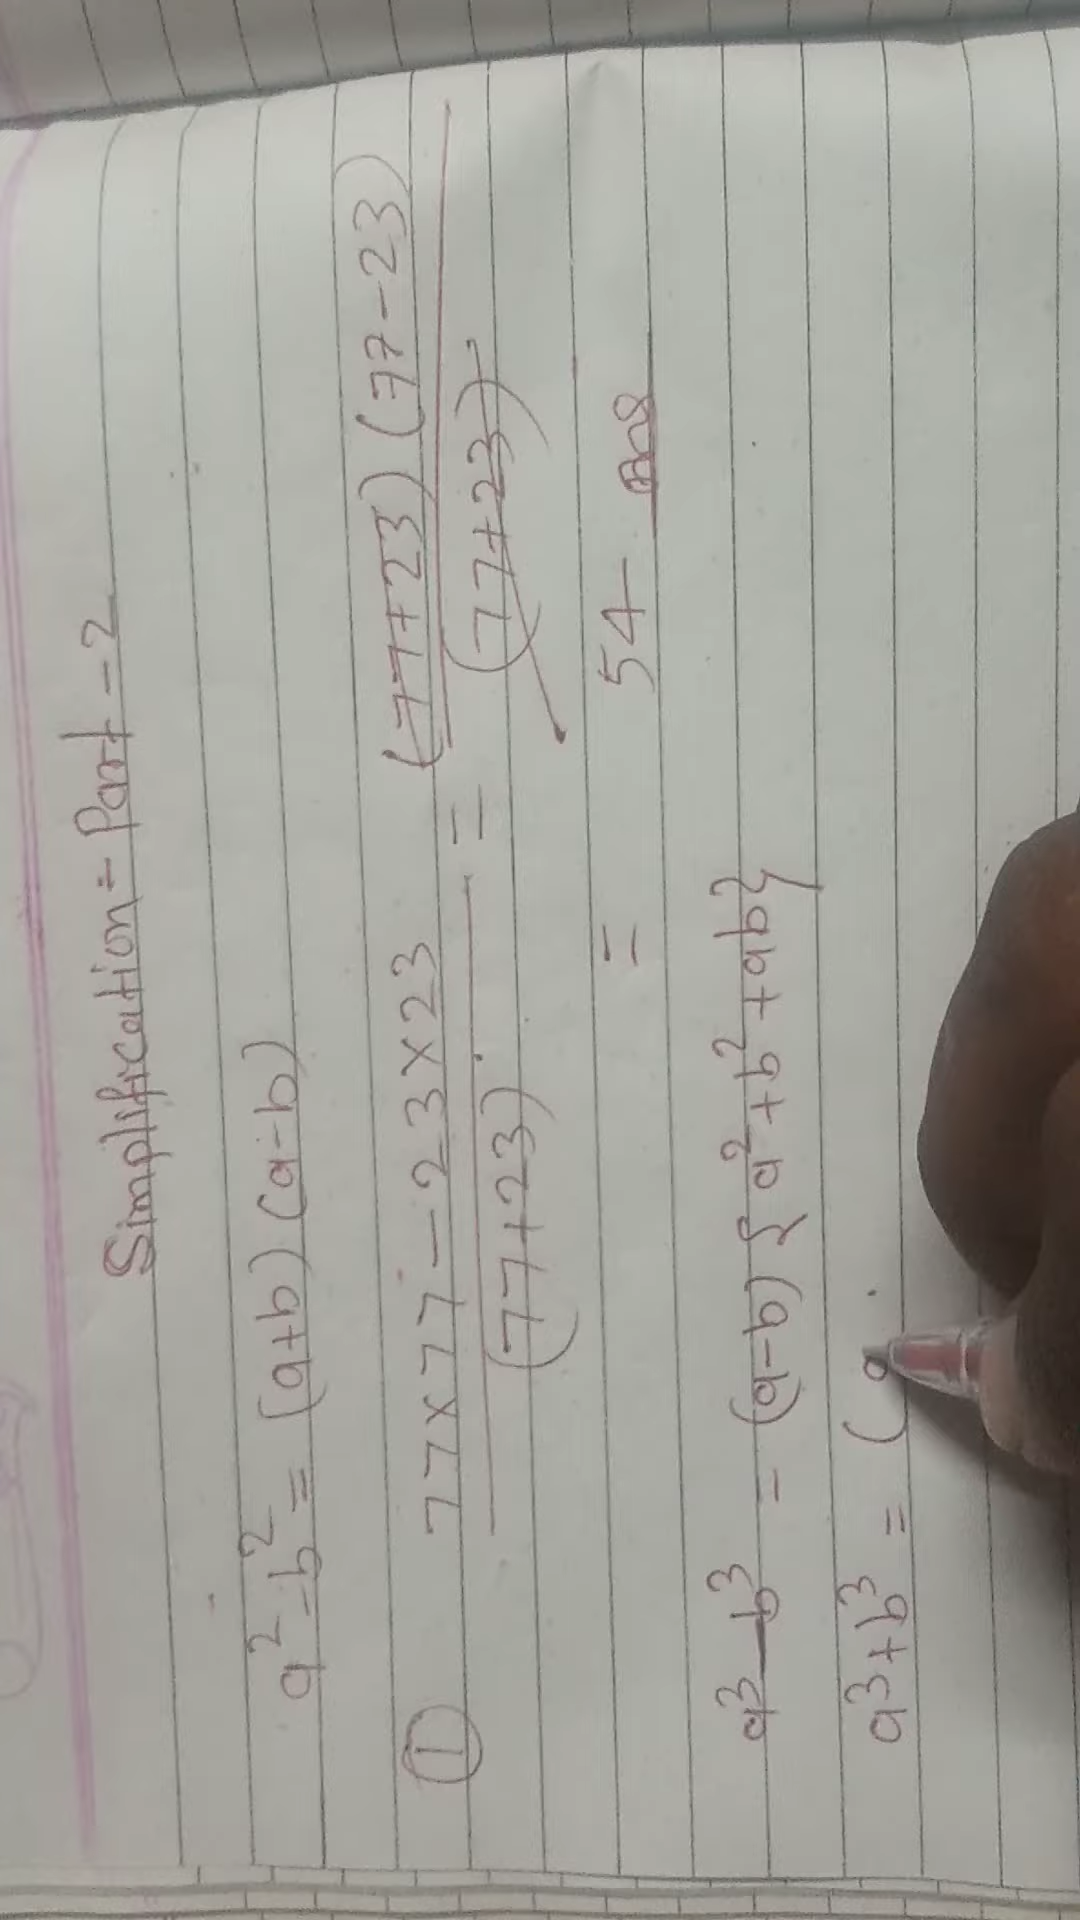 Simplification = Part-2
a²-b² = (a+b) (a-b)
① 77×77-23×23/(77+23) = (77+23) (77-23)/(77+23)
= 54 ans
a³-b³ = (a-b) {a²+b²+ab}
a³+b³ = (a